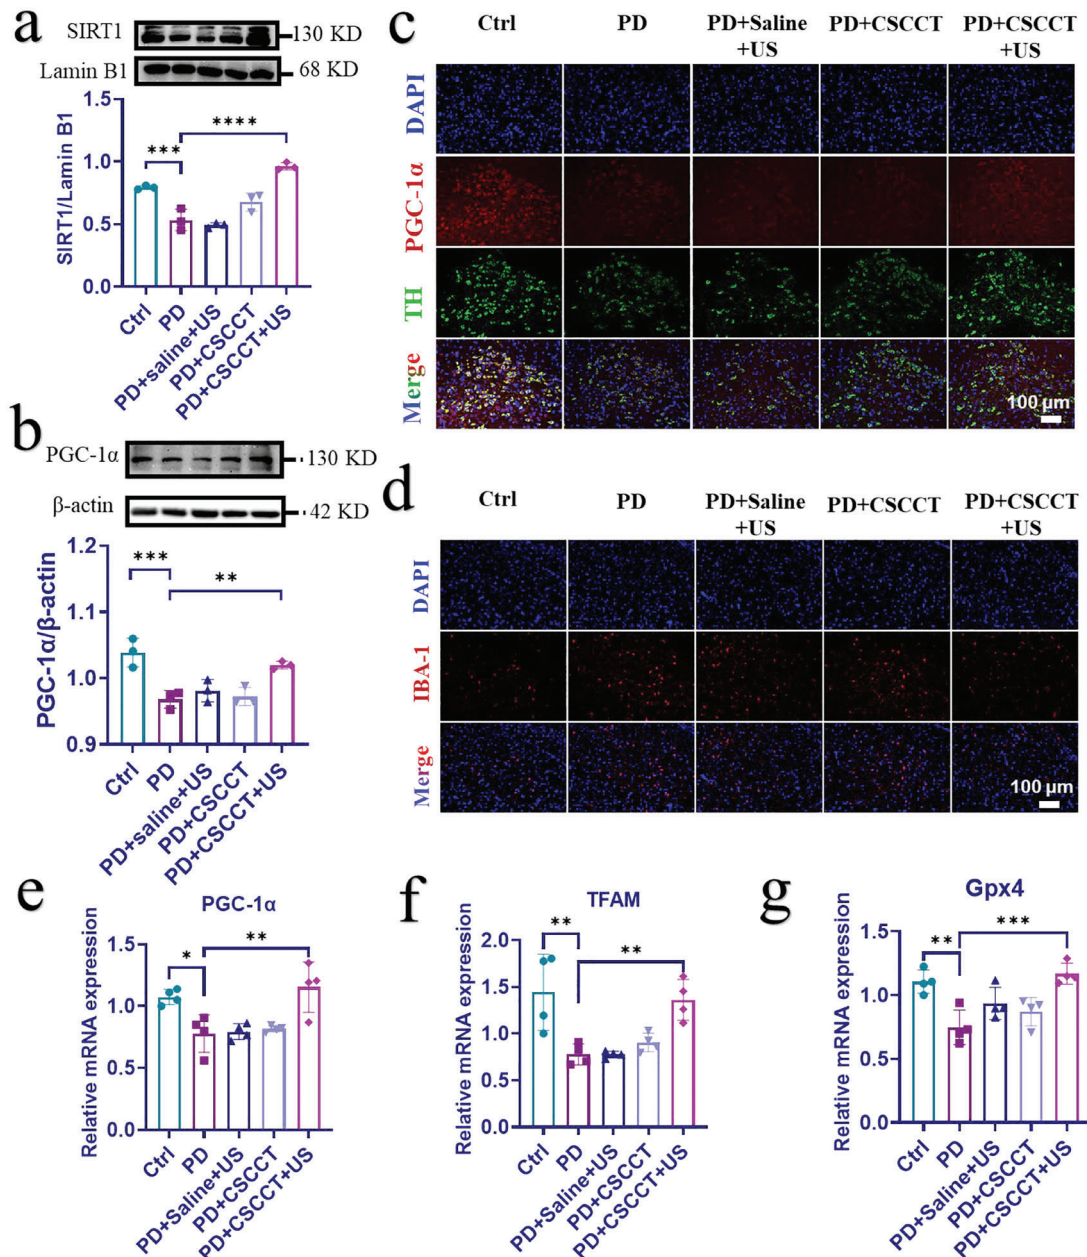 a
SIRT1
130 KD
Lamin B1
68 KD
SIRT1/Lamin B1
1.5
1.0
0.5
0.0
***
****
Ctrl
PD
PD+saline+US
PD+CSCCT
PD+CSCCT+US
b
PGC-1α
130 KD
β-actin
42 KD
PGC-1α/β-actin
1.2
1.1
1.0
0.9
***
**
Ctrl
PD
PD+saline+US
PD+CSCCT
PD+CSCCT+US
c
Ctrl
PD
PD+Saline
+US
PD+CSCCT
PD+CSCCT
+US
DAPI
PGC-1α
TH
Merge
100 μm
d
Ctrl
PD
PD+Saline
+US
PD+CSCCT
PD+CSCCT
+US
DAPI
IBA-1
Merge
100 μm
e
PGC-1α
Relative mRNA expression
1.5
1.0
0.5
0.0
*
**
Ctrl
PD
PD+Saline+US
PD+CSCCT
PD+CSCCT+US
f
TFAM
Relative mRNA expression
2.0
1.5
1.0
0.5
0.0
**
**
Ctrl
PD
PD+Saline+US
PD+CSCCT
PD+CSCCT+US
g
Gpx4
Relative mRNA expression
1.5
1.0
0.5
0.0
**
***
Ctrl
PD
PD+Saline+US
PD+CSCCT
PD+CSCCT+US